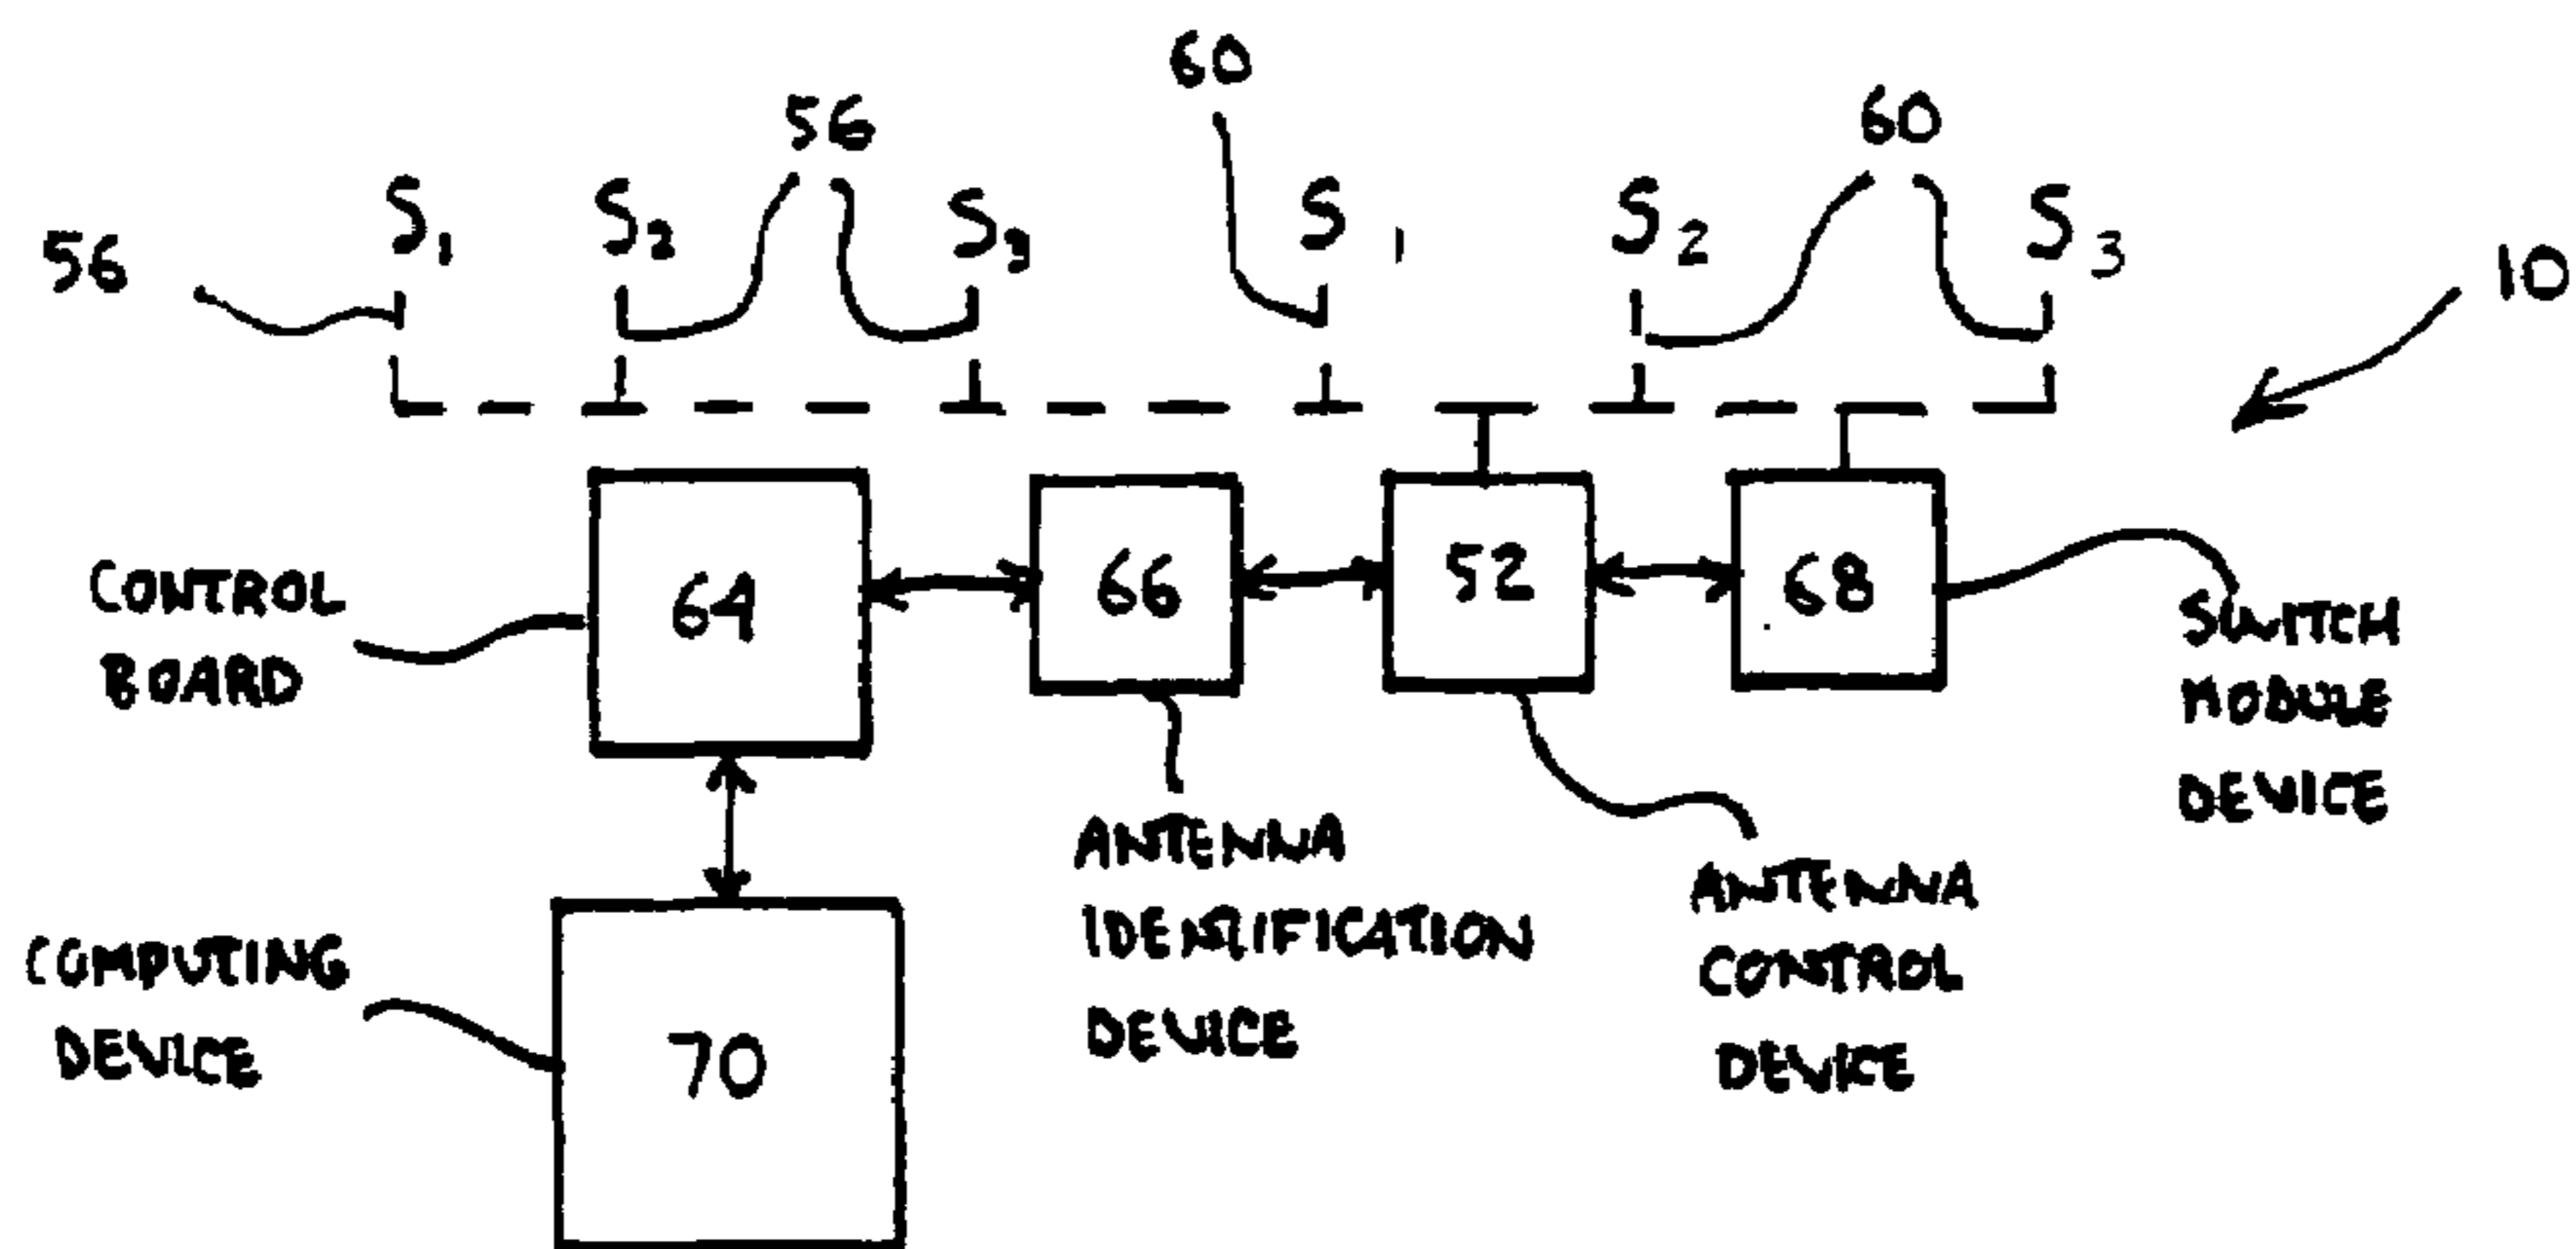 60
56
60
S₁ S₂ S₃ S₁ S₂ S₃
56
10
64
66
52
68
CONTROL
BOARD
SWITCH
MODULE
DEVICE
ANTENNA
IDENTIFICATION
DEVICE
ANTENNA
CONTROL
DEVICE
COMPUTING
DEVICE
70